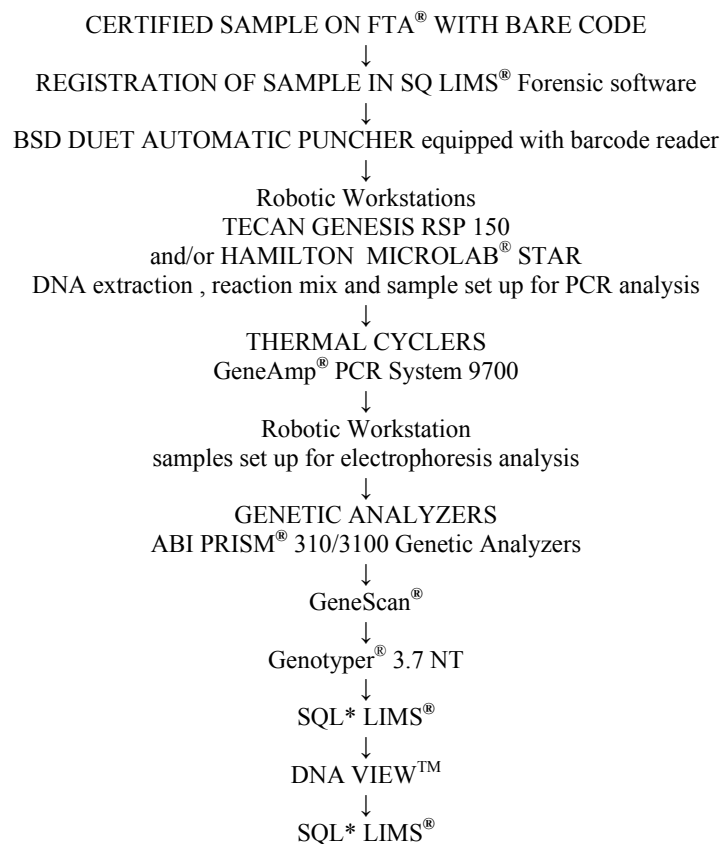 CERTIFIED SAMPLE ON FTA® WITH BARE CODE
↓
REGISTRATION OF SAMPLE IN SQ LIMS® Forensic software
↓
BSD DUET AUTOMATIC PUNCHER equipped with barcode reader
↓
Robotic Workstations
TECAN GENESIS RSP 150
and/or HAMILTON MICROLAB® STAR
DNA extraction , reaction mix and sample set up for PCR analysis
↓
THERMAL CYCLERS
GeneAmp® PCR System 9700
↓
Robotic Workstation
samples set up for electrophoresis analysis
↓
GENETIC ANALYZERS
ABI PRISM® 310/3100 Genetic Analyzers
↓
GeneScan®
↓
Genotyper® 3.7 NT
↓
SQL* LIMS®
↓
DNA VIEW™
↓
SQL* LIMS®